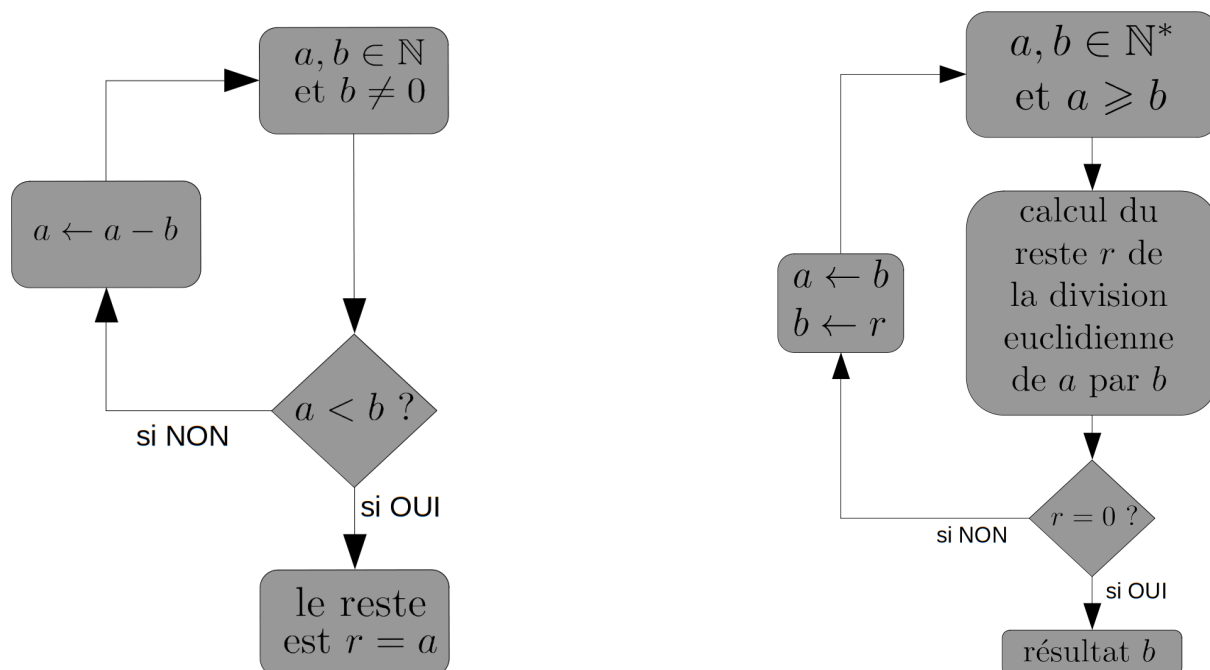 a, b ∈ ℕ
et b ≠ 0
a ← a − b
a < b ?
si NON
si OUI
le reste
est r = a
a, b ∈ ℕ*
et a ⩾ b
calcul du
reste r de
la division
euclidienne
de a par b
a ← b
b ← r
r = 0 ?
si NON
si OUI
résultat b